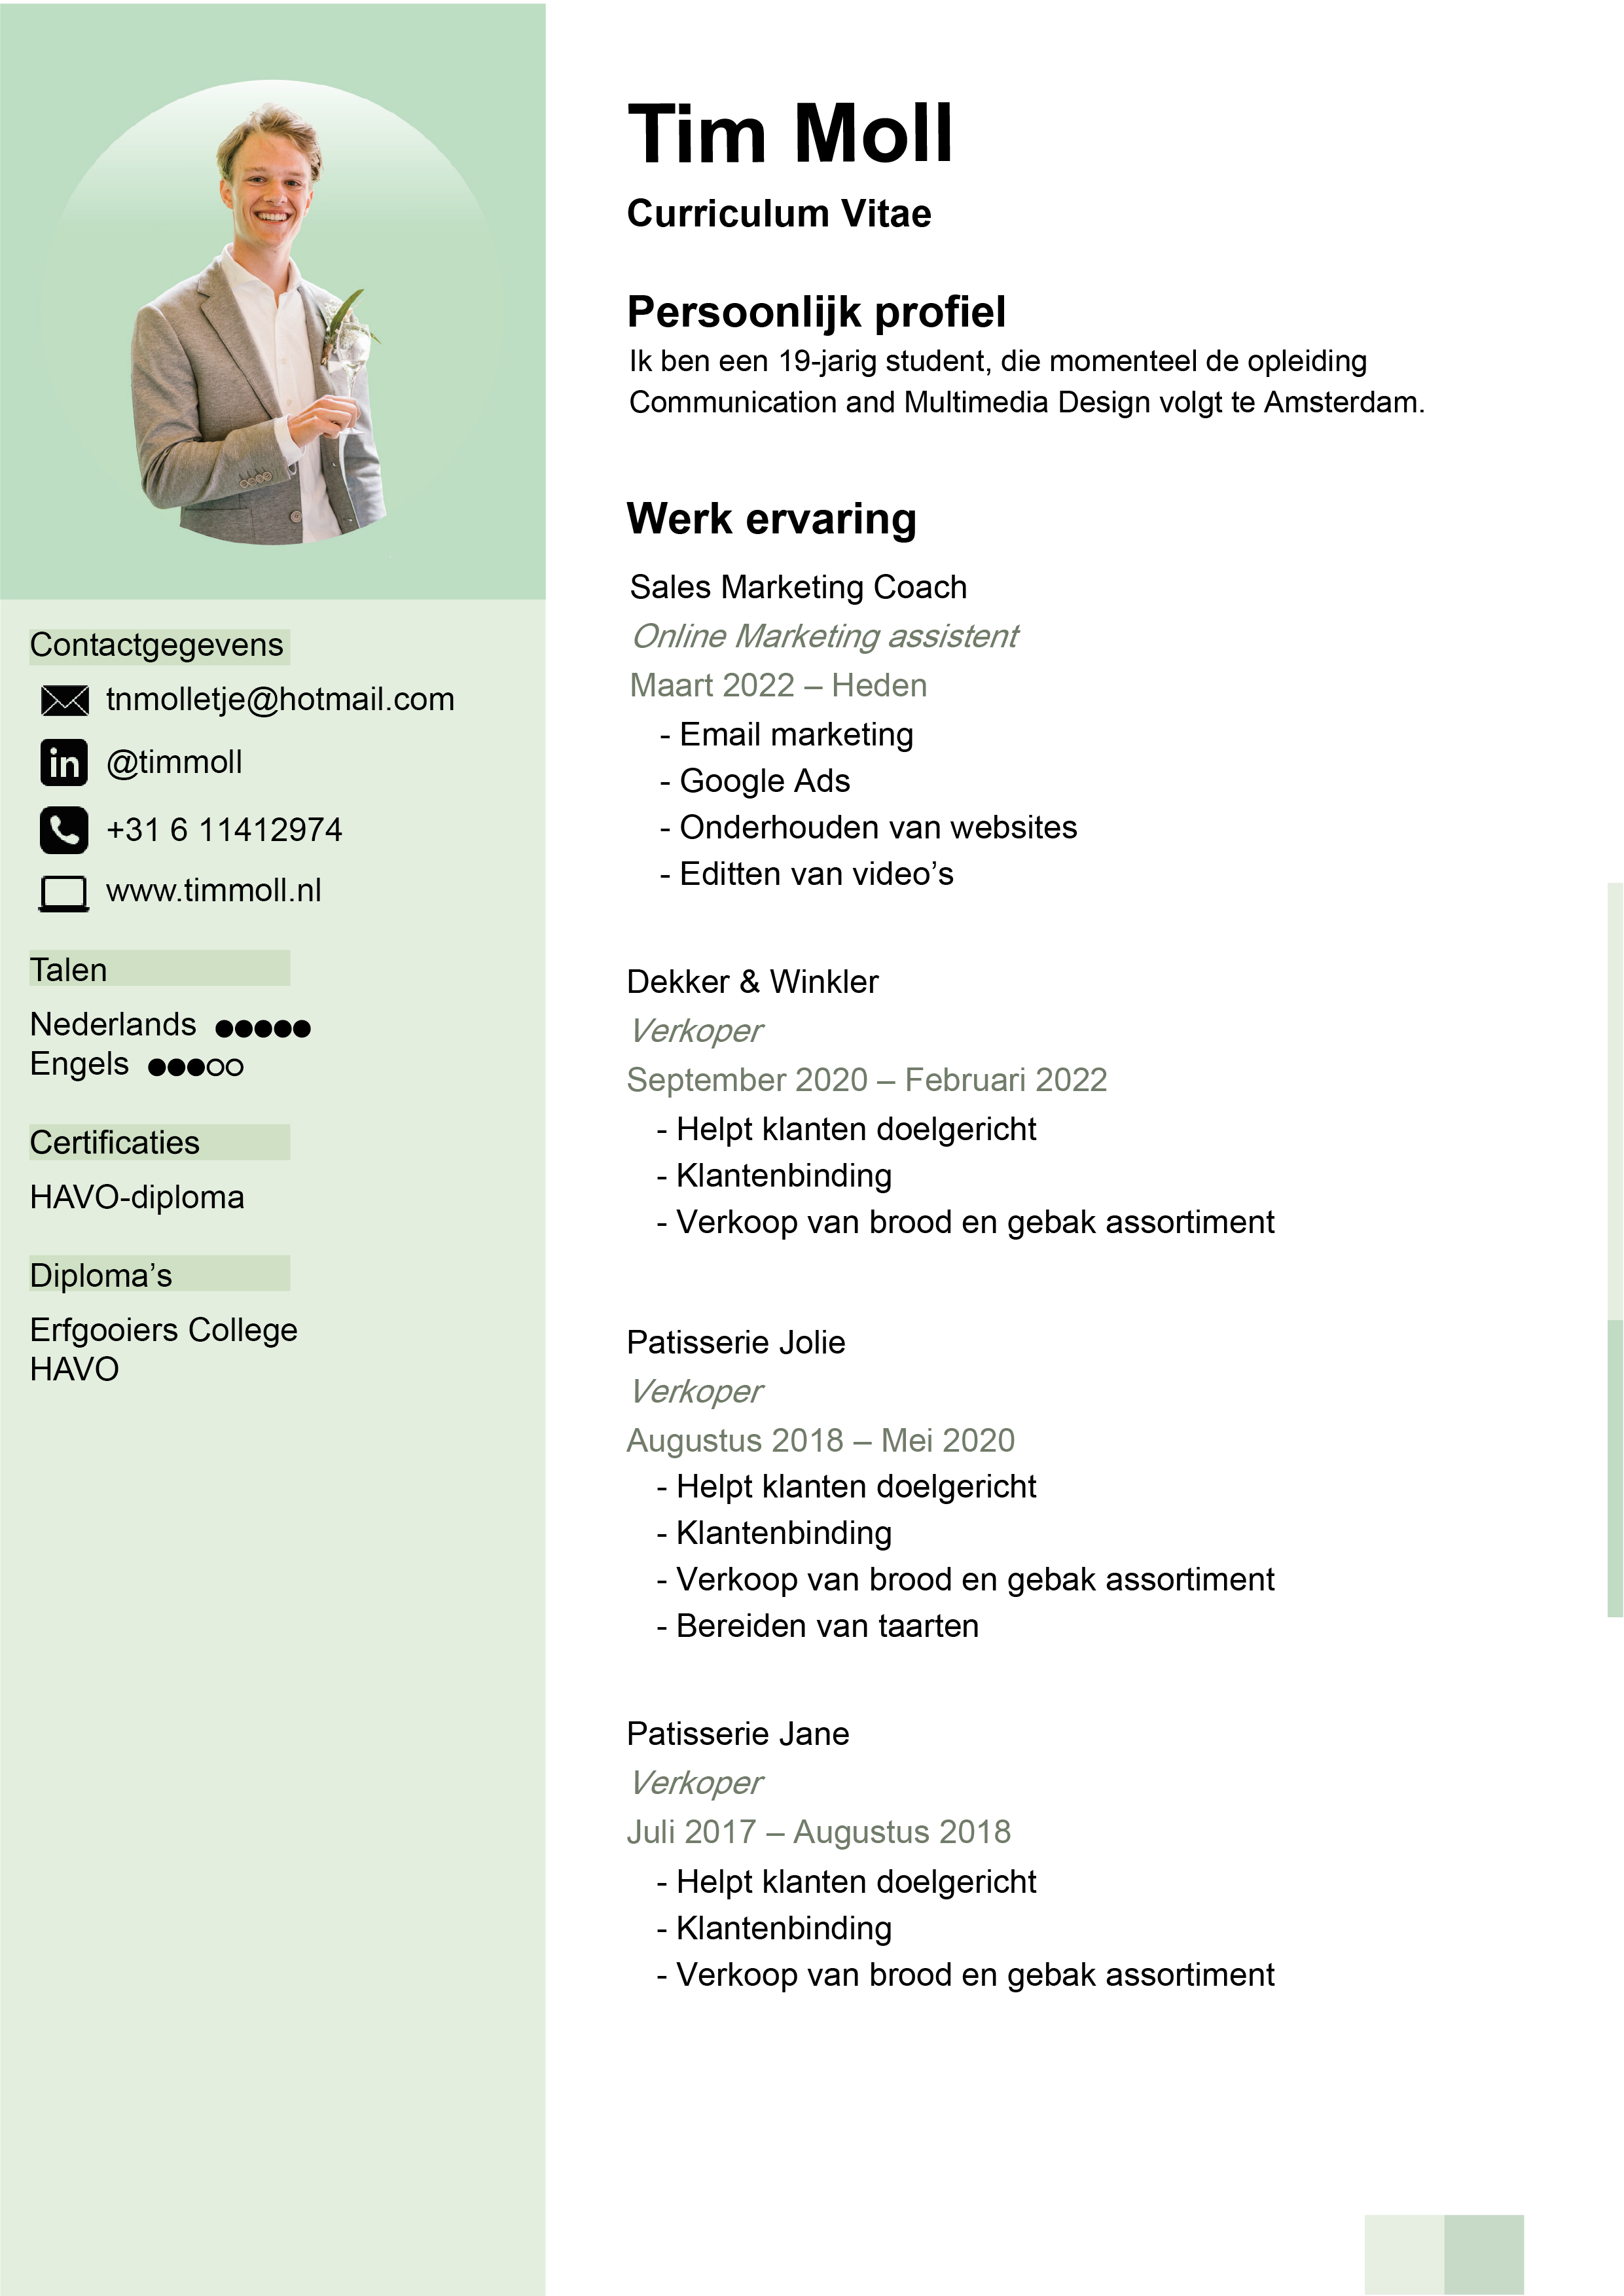 Tim Moll
Curriculum Vitae
Persoonlijk profiel
Ik ben een 19-jarig student, die momenteel de opleiding
Communication and Multimedia Design volgt te Amsterdam.
Werk ervaring
Sales Marketing Coach
Online Marketing assistent
Maart 2022 – Heden
- Email marketing
- Google Ads
- Onderhouden van websites
- Editten van video’s
Dekker & Winkler
Verkoper
September 2020 – Februari 2022
- Helpt klanten doelgericht
- Klantenbinding
- Verkoop van brood en gebak assortiment
Patisserie Jolie
Verkoper
Augustus 2018 – Mei 2020
- Helpt klanten doelgericht
- Klantenbinding
- Verkoop van brood en gebak assortiment
- Bereiden van taarten
Patisserie Jane
Verkoper
Juli 2017 – Augustus 2018
- Helpt klanten doelgericht
- Klantenbinding
- Verkoop van brood en gebak assortiment
Contactgegevens
tnmolletje@hotmail.com
in @timmoll
+31 6 11412974
www.timmoll.nl
Talen
Nederlands
Engels
Certificaties
HAVO-diploma
Diploma’s
Erfgooiers College
HAVO